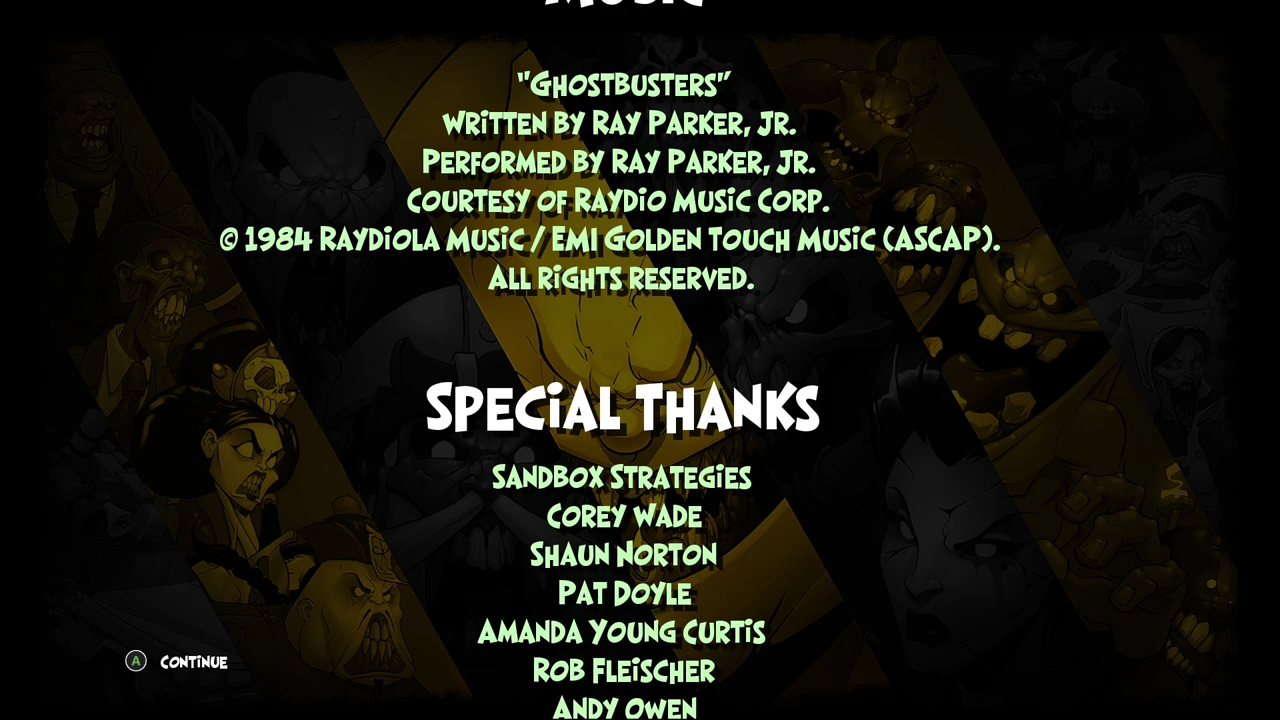 MUSIC
"GHOSTBUSTERS"
WRITTEN BY RAY PARKER, JR.
PERFORMED BY RAY PARKER, JR.
COURTESY OF RAYDIO MUSIC CORP.
© 1984 RAYDIOLA MUSIC / EMI GOLDEN TOUCH MUSIC (ASCAP).
ALL RIGHTS RESERVED.
SPECIAL THANKS
SANDBOX STRATEGIES
COREY WADE
SHAUN NORTON
PAT DOYLE
AMANDA YOUNG CURTIS
ROB FLEISCHER
ANDY OWEN
A CONTINUE